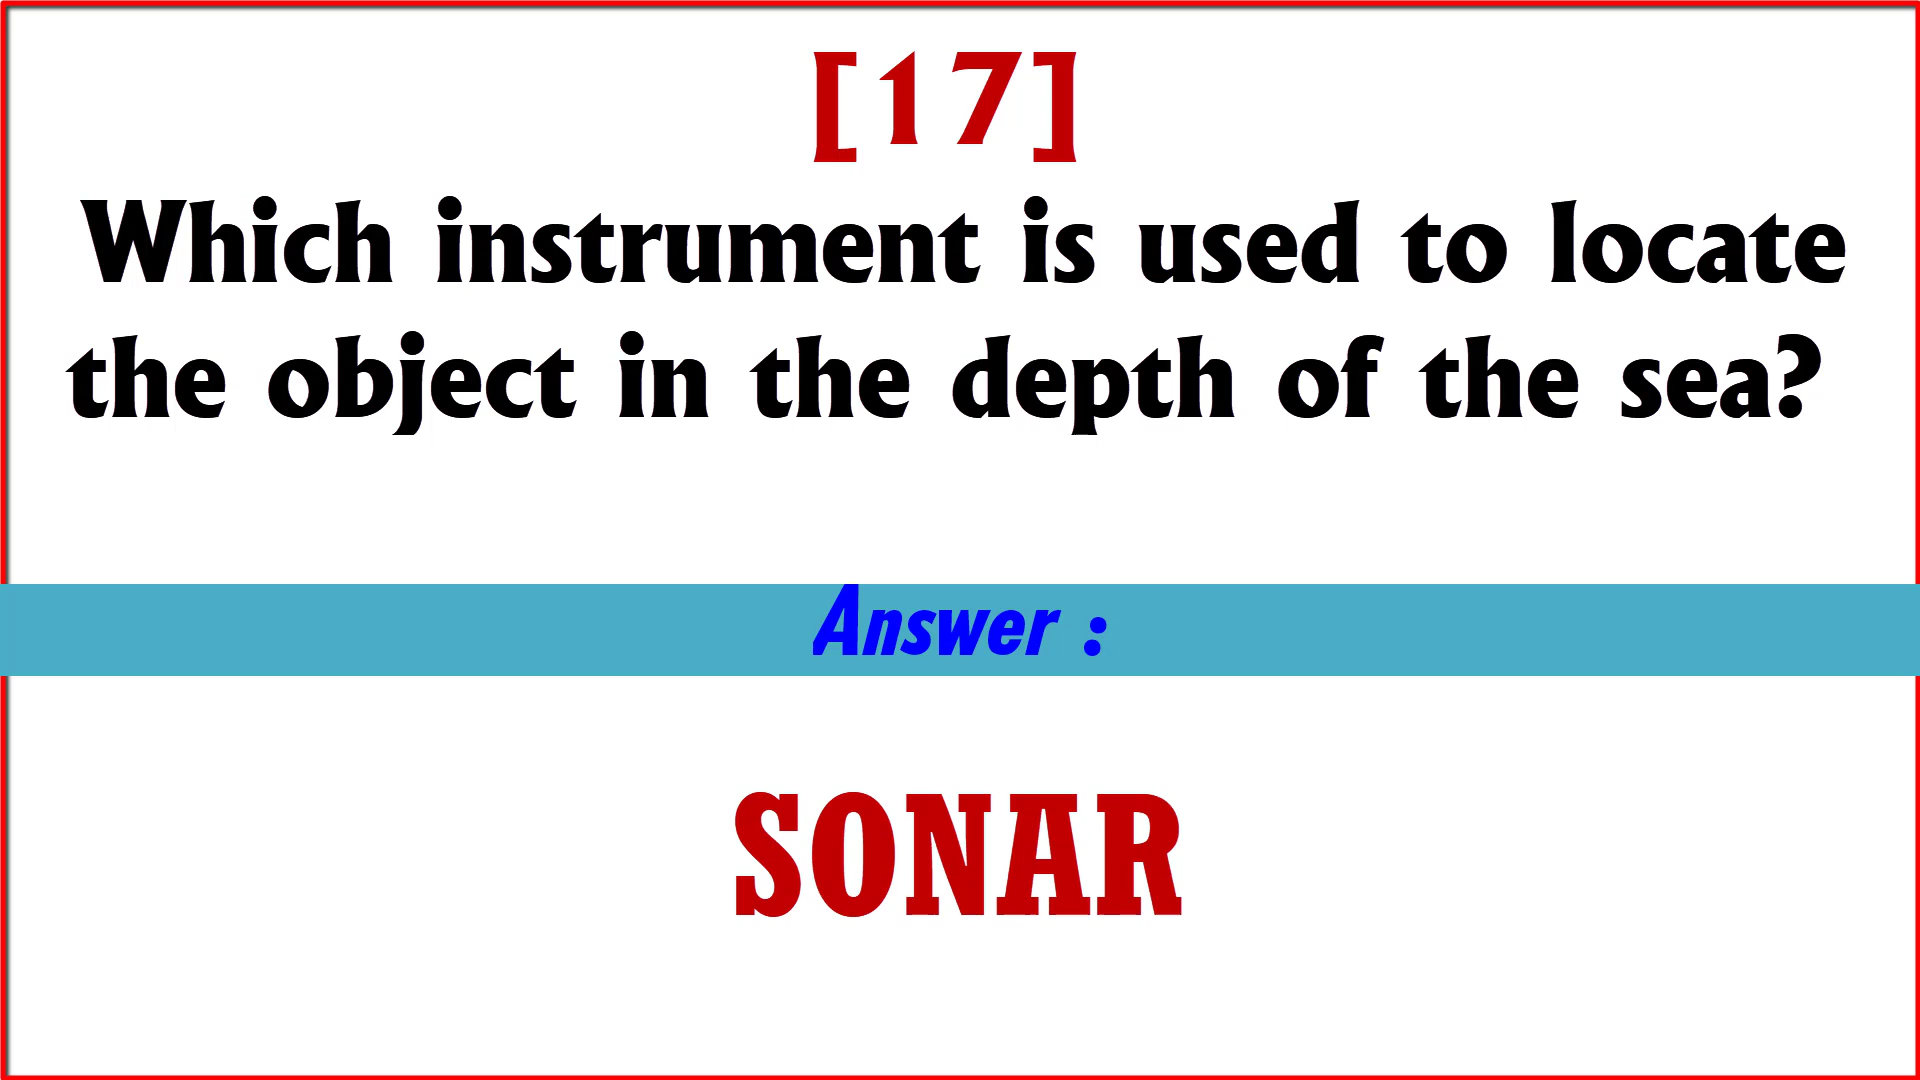 [17]
Which instrument is used to locate
the object in the depth of the sea?
Answer :
SONAR